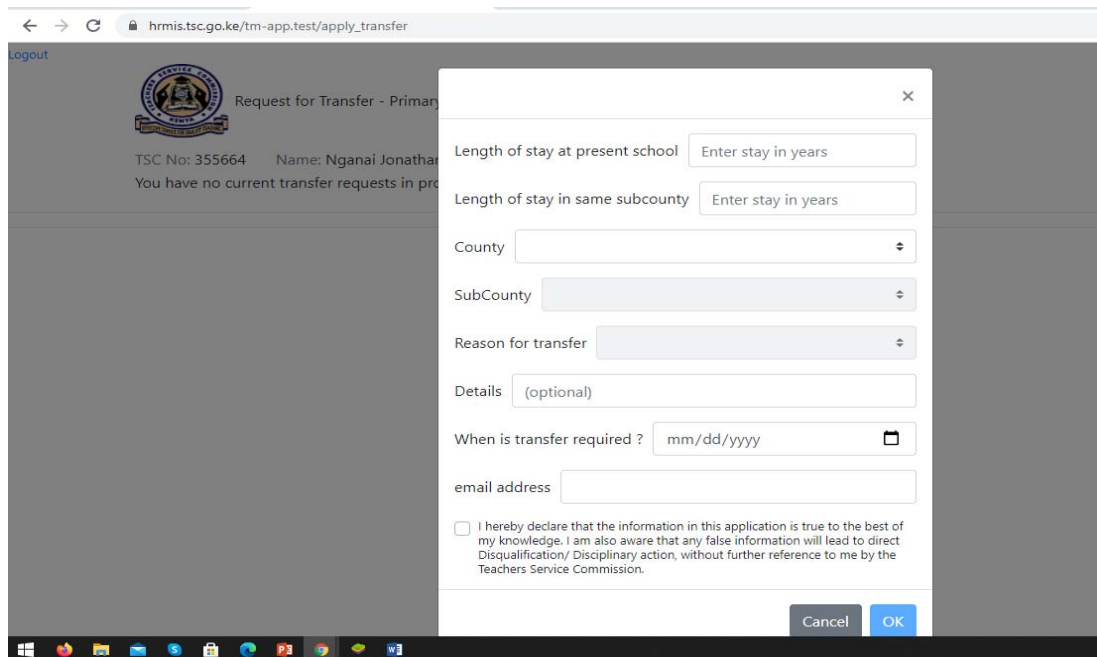 hrmis.tsc.go.ke/tm-app.test/apply_transfer
Logout
Request for Transfer - Primary
TSC No: 355664 Name: Nganai Jonathan
You have no current transfer requests in
×
Length of stay at present school Enter stay in years
Length of stay in same subcounty Enter stay in years
County
SubCounty
Reason for transfer
Details (optional)
When is transfer required ? mm/dd/yyyy
email address
I hereby declare that the information in this application is true to the best of
my knowledge. I am also aware that any false information will lead to direct
Disqualification/ Disciplinary action, without further reference to me by the
Teachers Service Commission.
Cancel OK